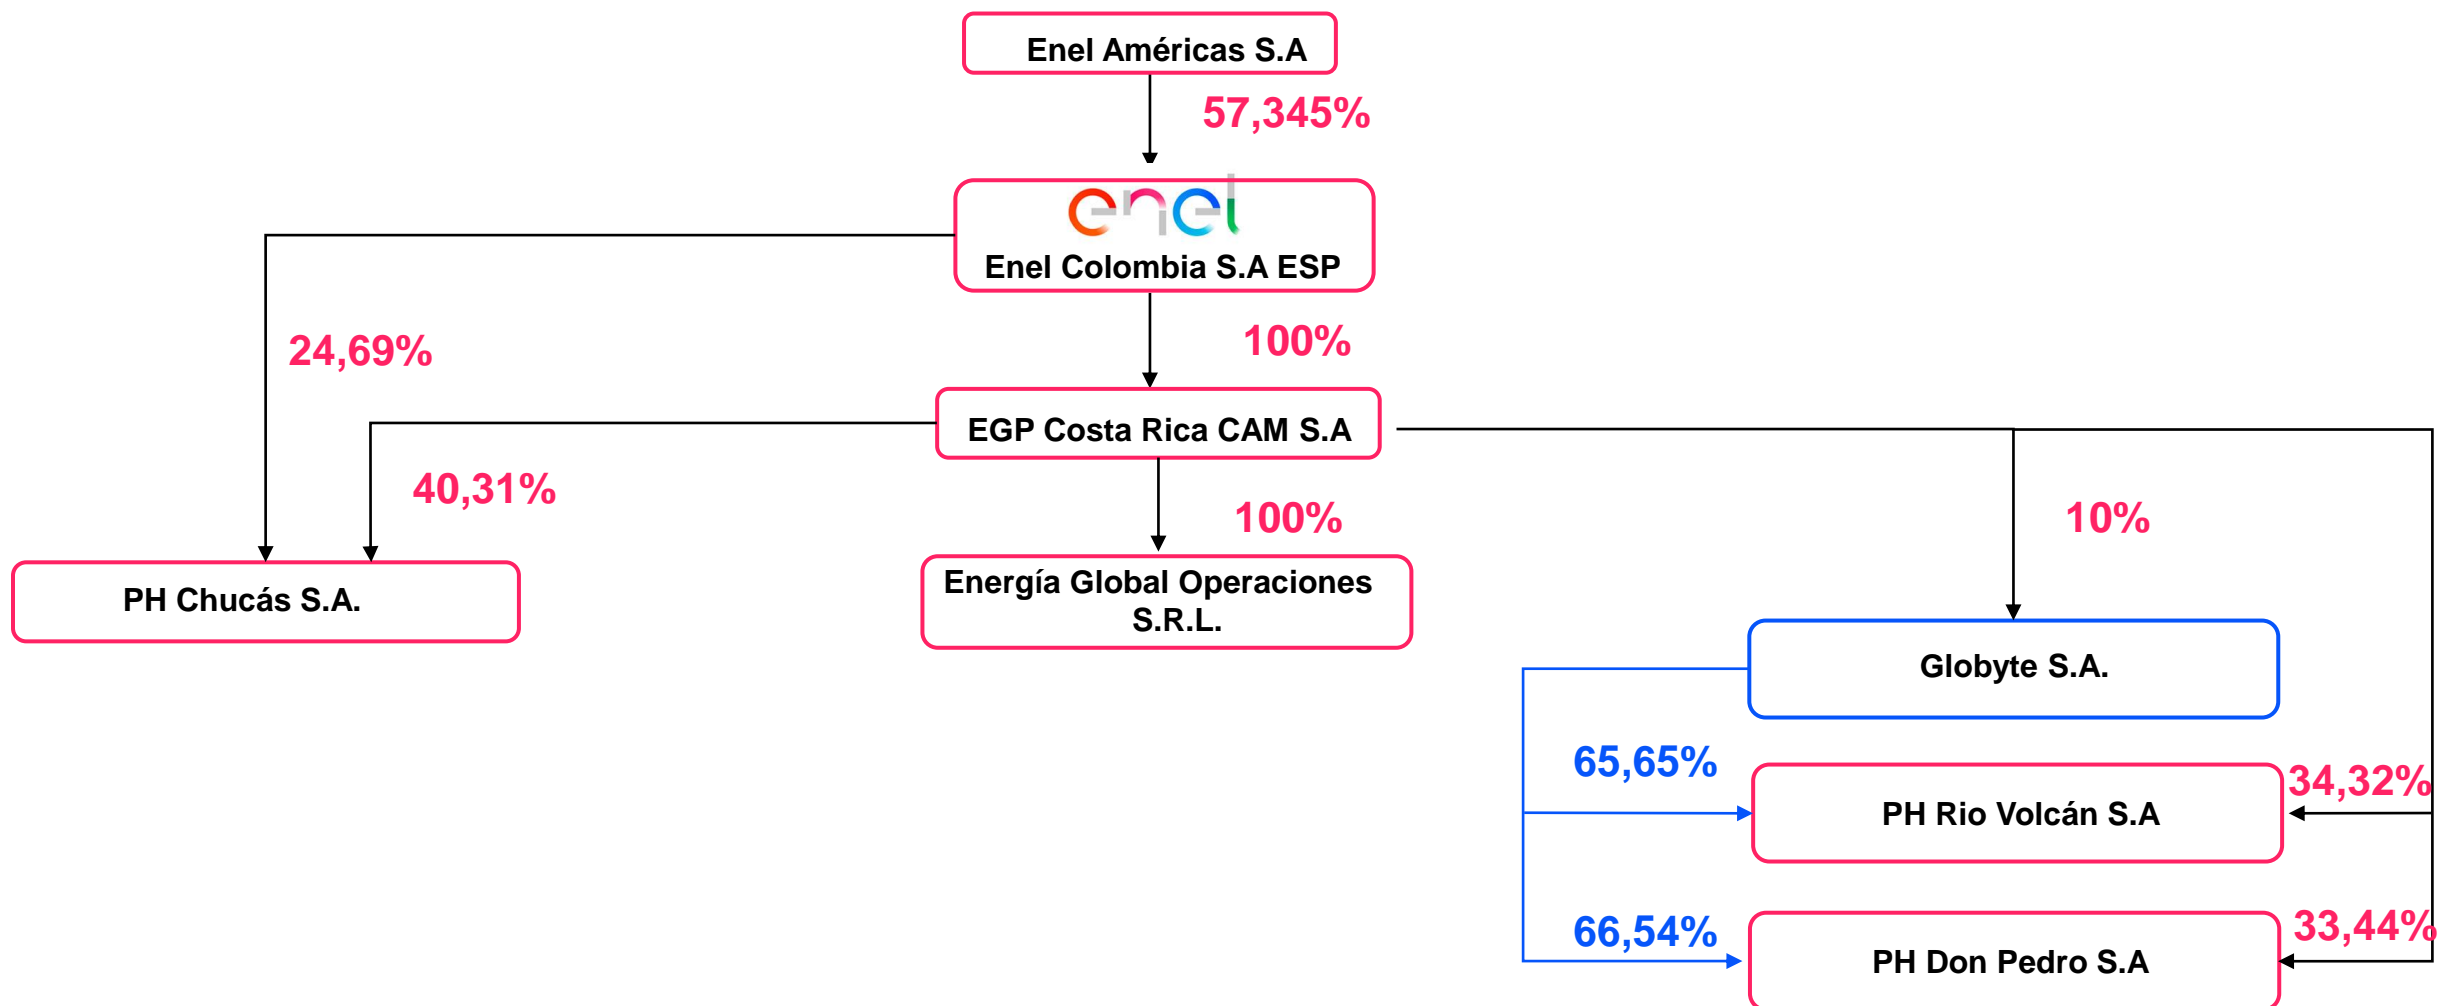 Enel Américas S.A
57,345%
enel
Enel Colombia S.A ESP
24,69%
100%
EGP Costa Rica CAM S.A
40,31%
100%
10%
PH Chucás S.A.
Energía Global Operaciones
S.R.L.
Globyte S.A.
65,65%
34,32%
PH Rio Volcán S.A
66,54%
33,44%
PH Don Pedro S.A